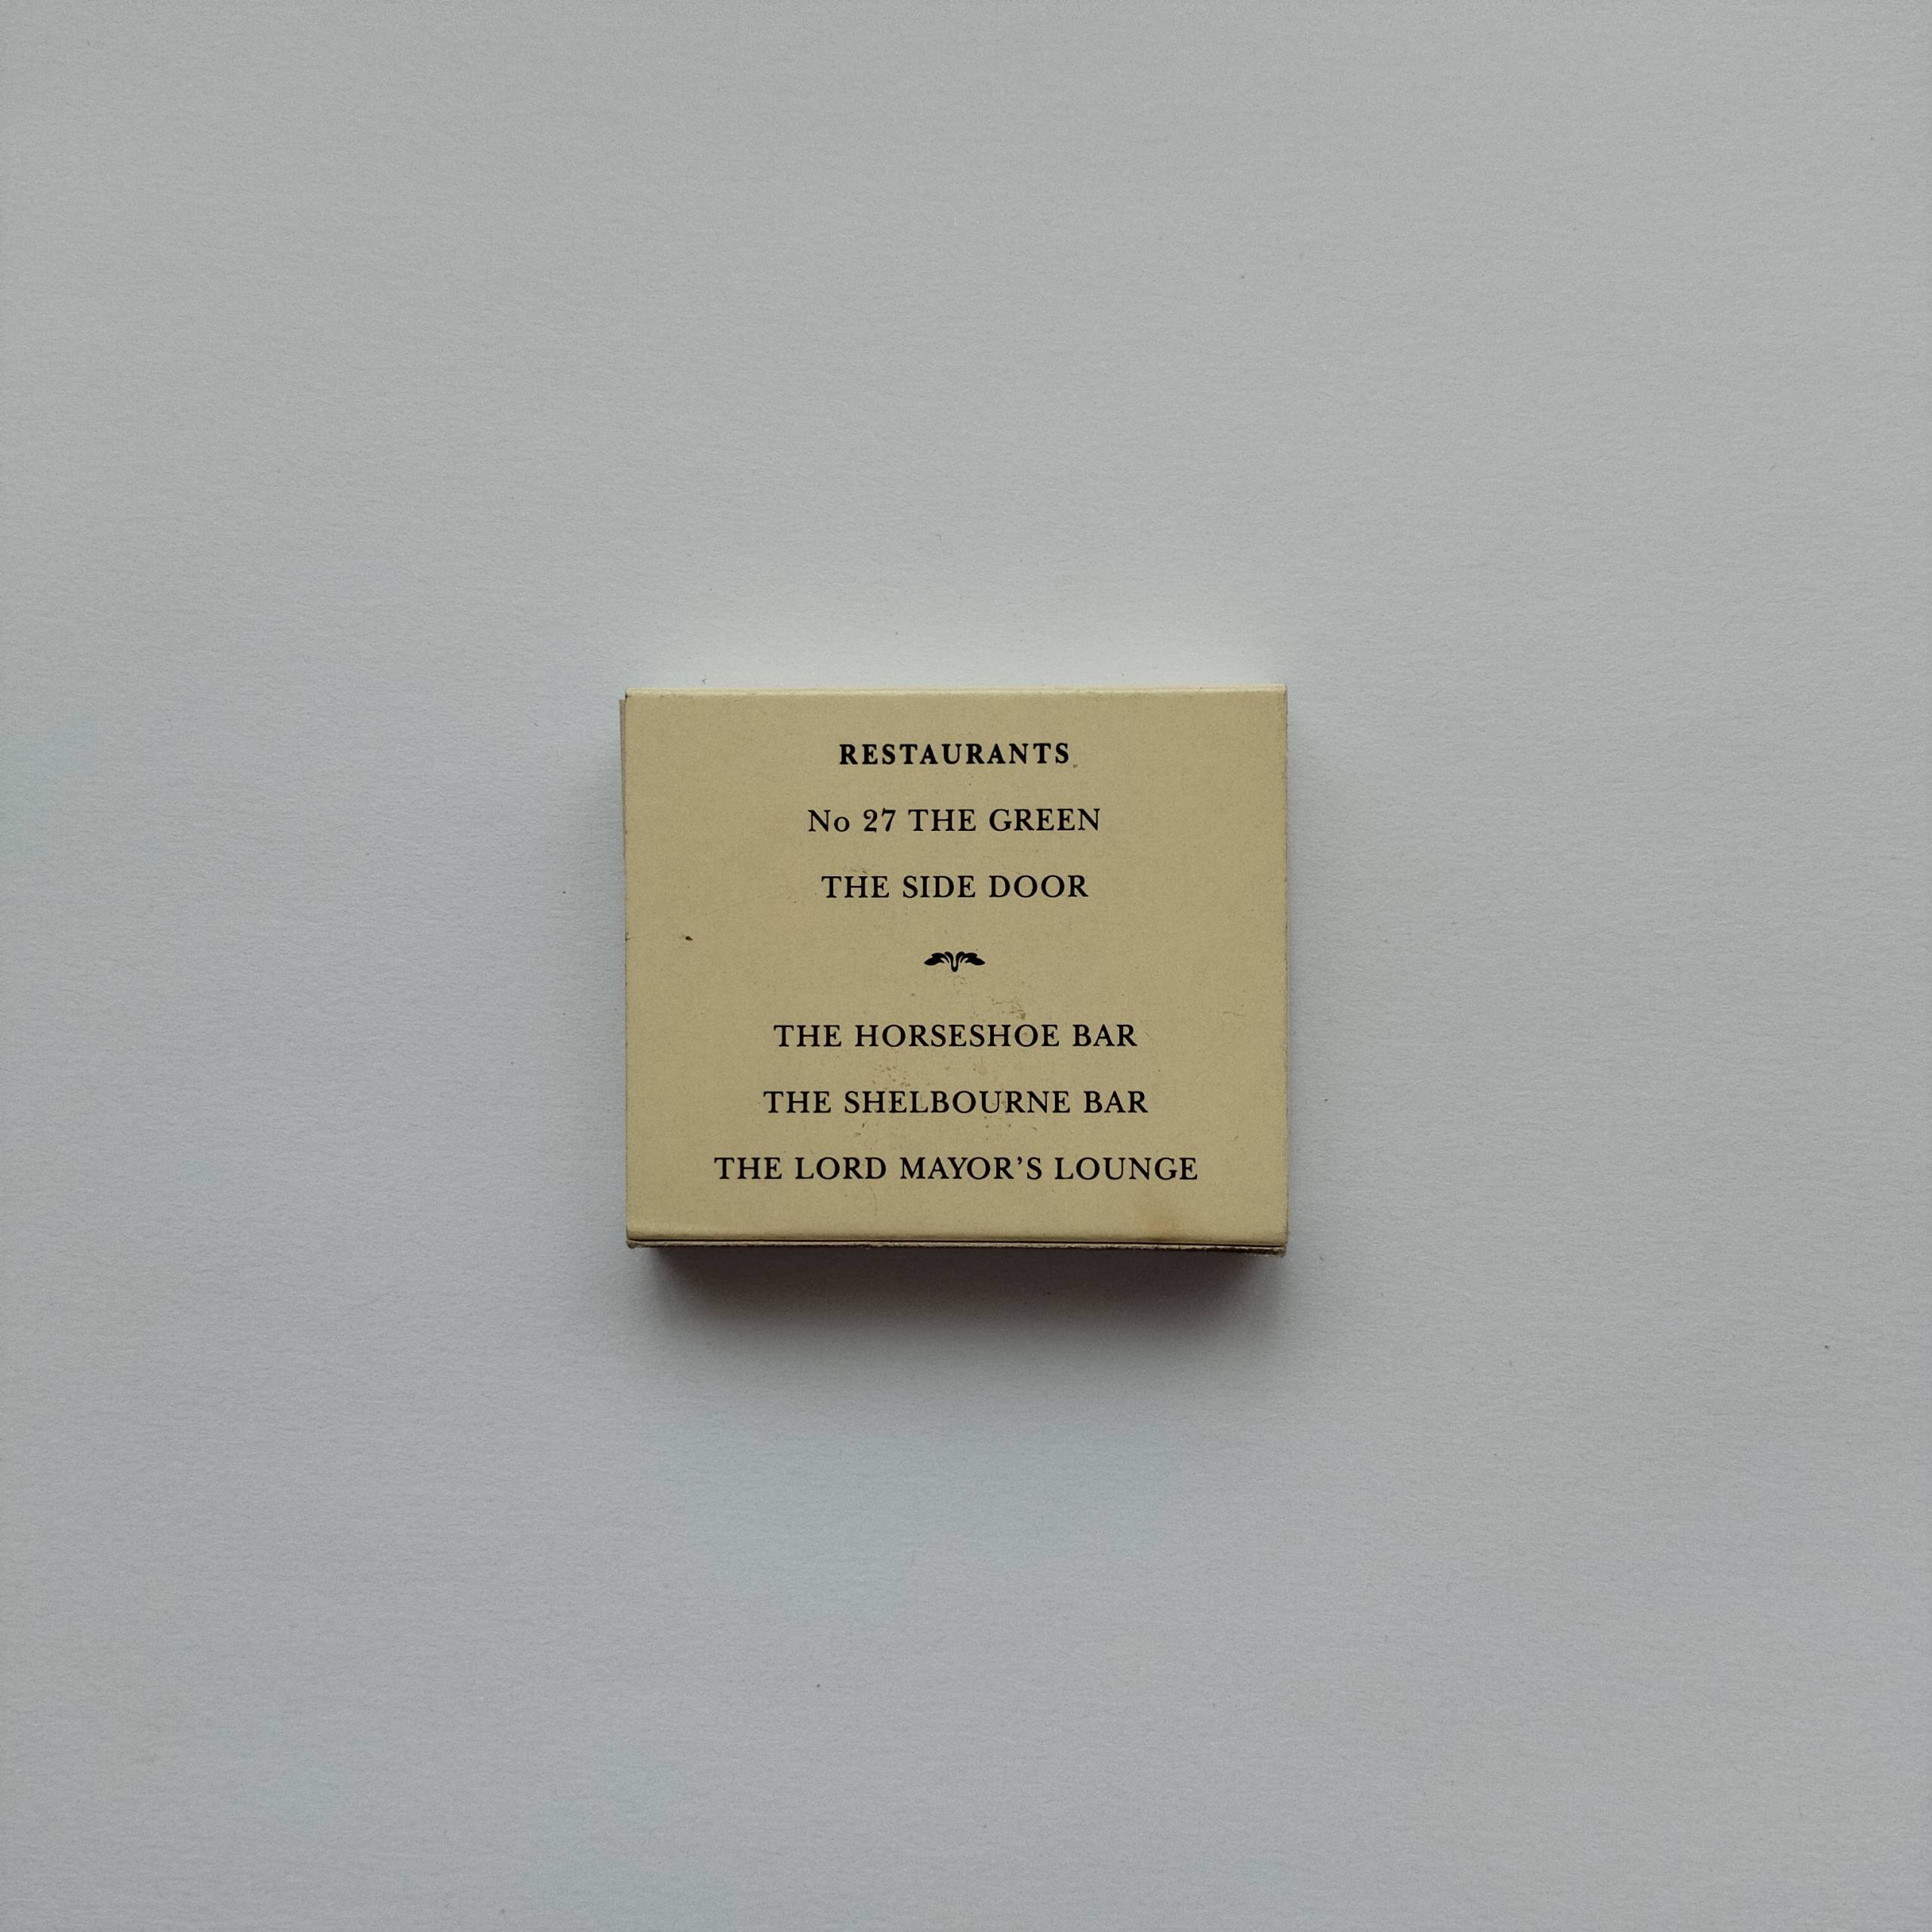 RESTAURANTS
No 27 THE GREEN
THE SIDE DOOR
THE HORSESHOE BAR
THE SHELBOURNE BAR
THE LORD MAYOR’S LOUNGE